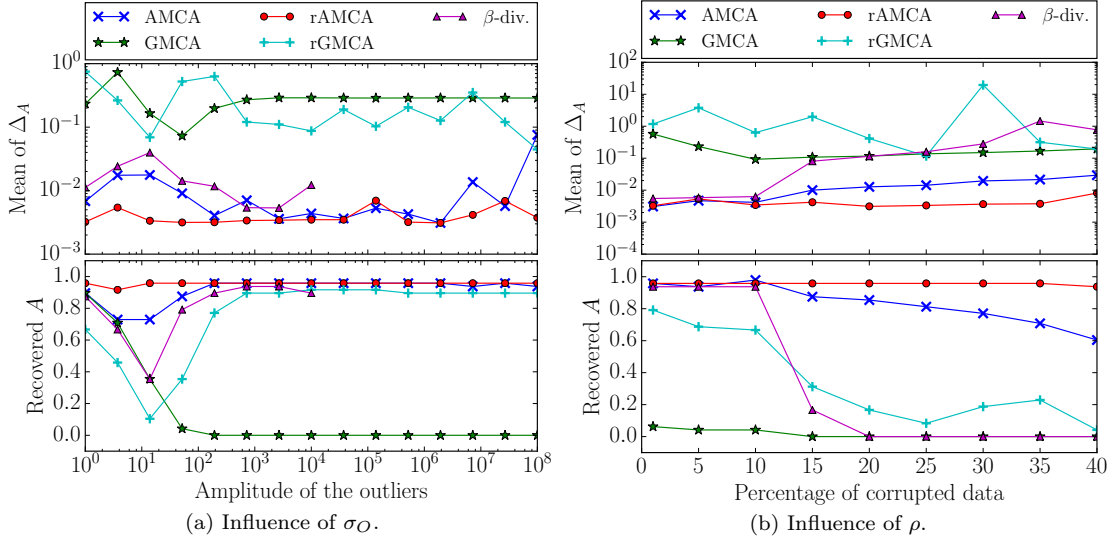 AMCA rAMCA β-div.
GMCA rGMCA
10^0
10^-1
10^-2
10^-3
Mean of Δ_A
1.0
0.8
0.6
0.4
0.2
0.0
Recovered A
10^0 10^1 10^2 10^3 10^4 10^5 10^6 10^7 10^8
Amplitude of the outliers
(a) Influence of σ_O.
AMCA rAMCA β-div.
GMCA rGMCA
10^2
10^1
10^0
10^-1
10^-2
10^-3
10^-4
Mean of Δ_A
1.0
0.8
0.6
0.4
0.2
0.0
Recovered A
0 5 10 15 20 25 30 35 40
Percentage of corrupted data
(b) Influence of ρ.